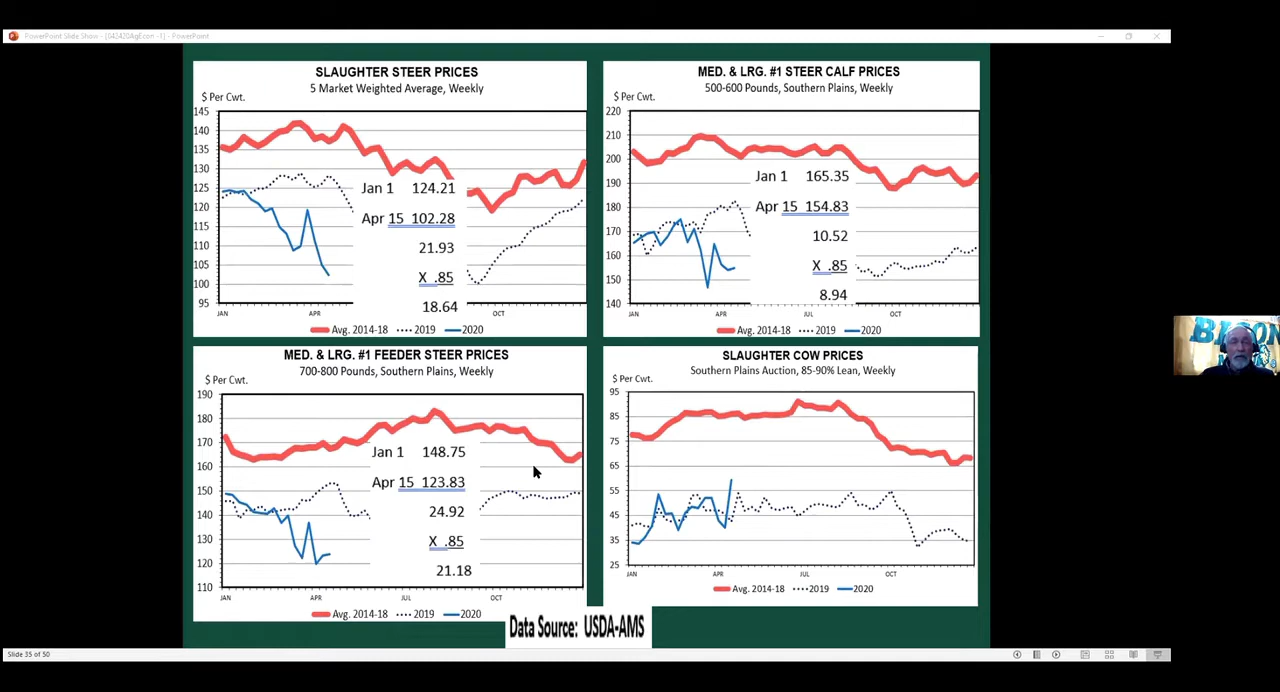 PowerPoint Slide Show - [042420AgEcon -1] - PowerPoint
SLAUGHTER STEER PRICES
5 Market Weighted Average, Weekly
$ Per Cwt.
145
140
135
130
125
120
115
110
105
100
95
Jan 1 124.21
Apr 15 102.28
21.93
X .85
18.64
JAN APR OCT
Avg. 2014-18 2019 2020
MED. & LRG. #1 STEER CALF PRICES
500-600 Pounds, Southern Plains, Weekly
$ Per Cwt.
220
210
200
190
180
170
160
150
140
Jan 1 165.35
Apr 15 154.83
10.52
X .85
8.94
JAN APR JUL OCT
Avg. 2014-18 2019 2020
MED. & LRG. #1 FEEDER STEER PRICES
700-800 Pounds, Southern Plains, Weekly
$ Per Cwt.
190
180
170
160
150
140
130
120
110
Jan 1 148.75
Apr 15 123.83
24.92
X .85
21.18
JAN APR JUL OCT
Avg. 2014-18 2019 2020
SLAUGHTER COW PRICES
Southern Plains Auction, 85-90% Lean, Weekly
$ Per Cwt.
95
85
75
65
55
45
35
25
JAN APR JUL OCT
Avg. 2014-18 2019 2020
Data Source: USDA-AMS
Slide 35 of 50